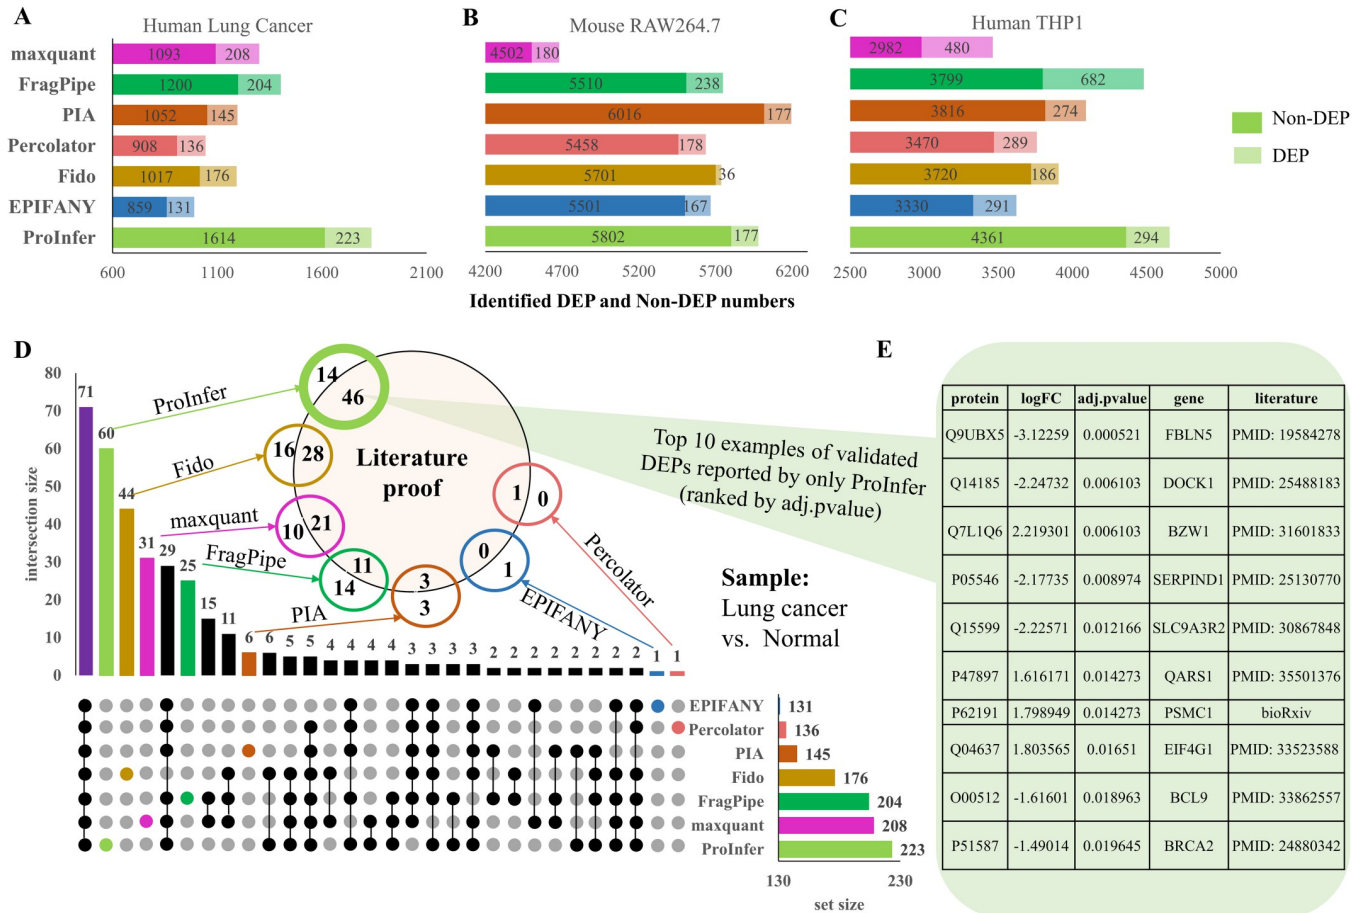 A
Human Lung Cancer
maxquant 1093 208
FragPipe 1200 204
PIA 1052 145
Percolator 908 136
Fido 1017 176
EPIFANY 859 131
ProInfer 1614 223
600 1100 1600 2100
B
Mouse RAW264.7
4502 180
5510 238
6016 177
5458 178
5701 36
5501 167
5802 177
4200 4700 5200 5700 6200
Identified DEP and Non-DEP numbers
C
Human THP1
2982 480
3799 682
3816 274
3470 289
3720 186
3330 291
4361 294
2500 3000 3500 4000 4500 5000
Non-DEP
DEP
D
intersection size
80
70
60
50
40
30
20
10
0
71 60 44 31 29 25 15 11 6 6 5 5 4 4 4 4 3 3 3 3 2 2 2 2 2 2 2 2 1 1
ProInfer
14
46
Fido
16 28
maxquant
10 21
FragPipe
11
14
PIA
3
3
EPIFANY
0
1
Percolator
1 0
Literature
proof
Top 10 examples of validated
DEPs reported by only ProInfer
(ranked by adj.pvalue)
Sample:
Lung cancer
vs. Normal
EPIFANY 131
Percolator 136
PIA 145
Fido 176
FragPipe 204
maxquant 208
ProInfer 223
130 230
set size
E
protein logFC adj.pvalue gene literature
Q9UBX5 -3.12259 0.000521 FBLN5 PMID: 19584278
Q14185 -2.24732 0.006103 DOCK1 PMID: 25488183
Q7L1Q6 2.219301 0.006103 BZW1 PMID: 31601833
P05546 -2.17735 0.008974 SERPIND1 PMID: 25130770
Q15599 -2.22571 0.012166 SLC9A3R2 PMID: 30867848
P47897 1.616171 0.014273 QARS1 PMID: 35501376
P62191 1.798949 0.014273 PSMC1 bioRxiv
Q04637 1.803565 0.01651 EIF4G1 PMID: 33523588
O00512 -1.61601 0.018963 BCL9 PMID: 33862557
P51587 -1.49014 0.019645 BRCA2 PMID: 24880342